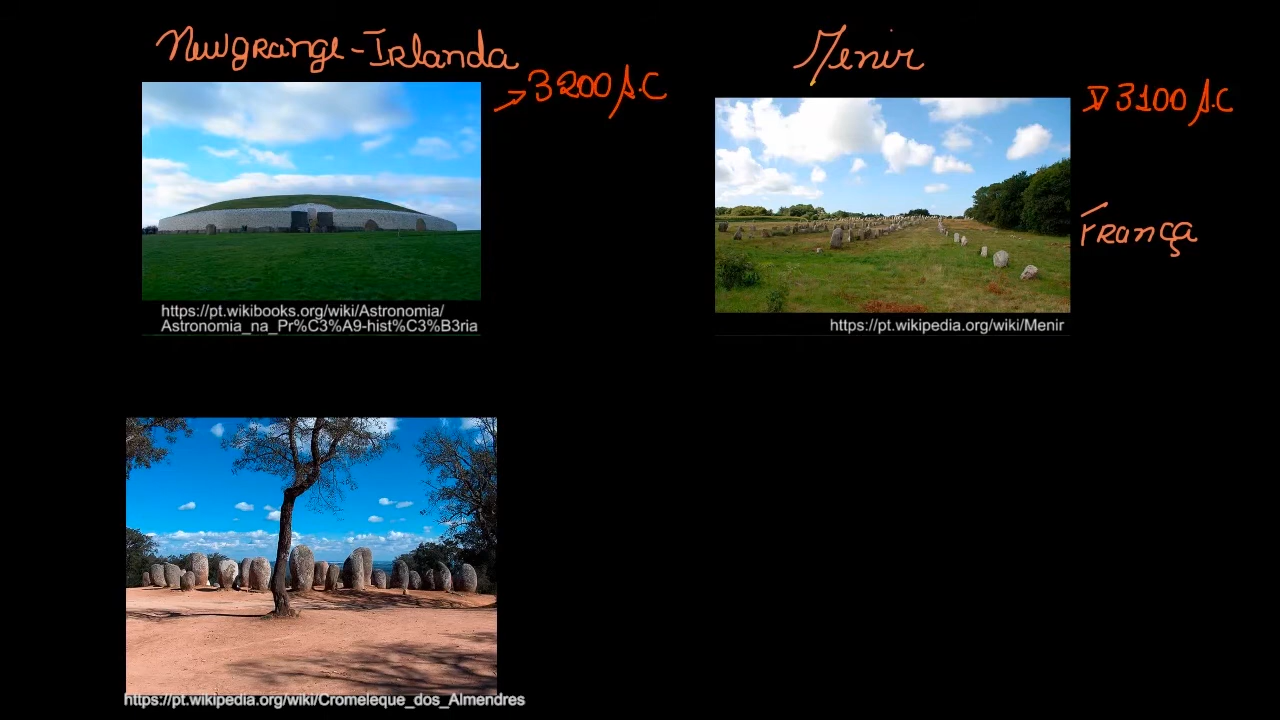 Newgrange - Irlanda
→ 3200 A.C
https://pt.wikibooks.org/wiki/Astronomia/
Astronomia_na_Pr%C3%A9-hist%C3%B3ria
Menir
3100 A.C
França
https://pt.wikipedia.org/wiki/Menir
https://pt.wikipedia.org/wiki/Cromeleque_dos_Almendres